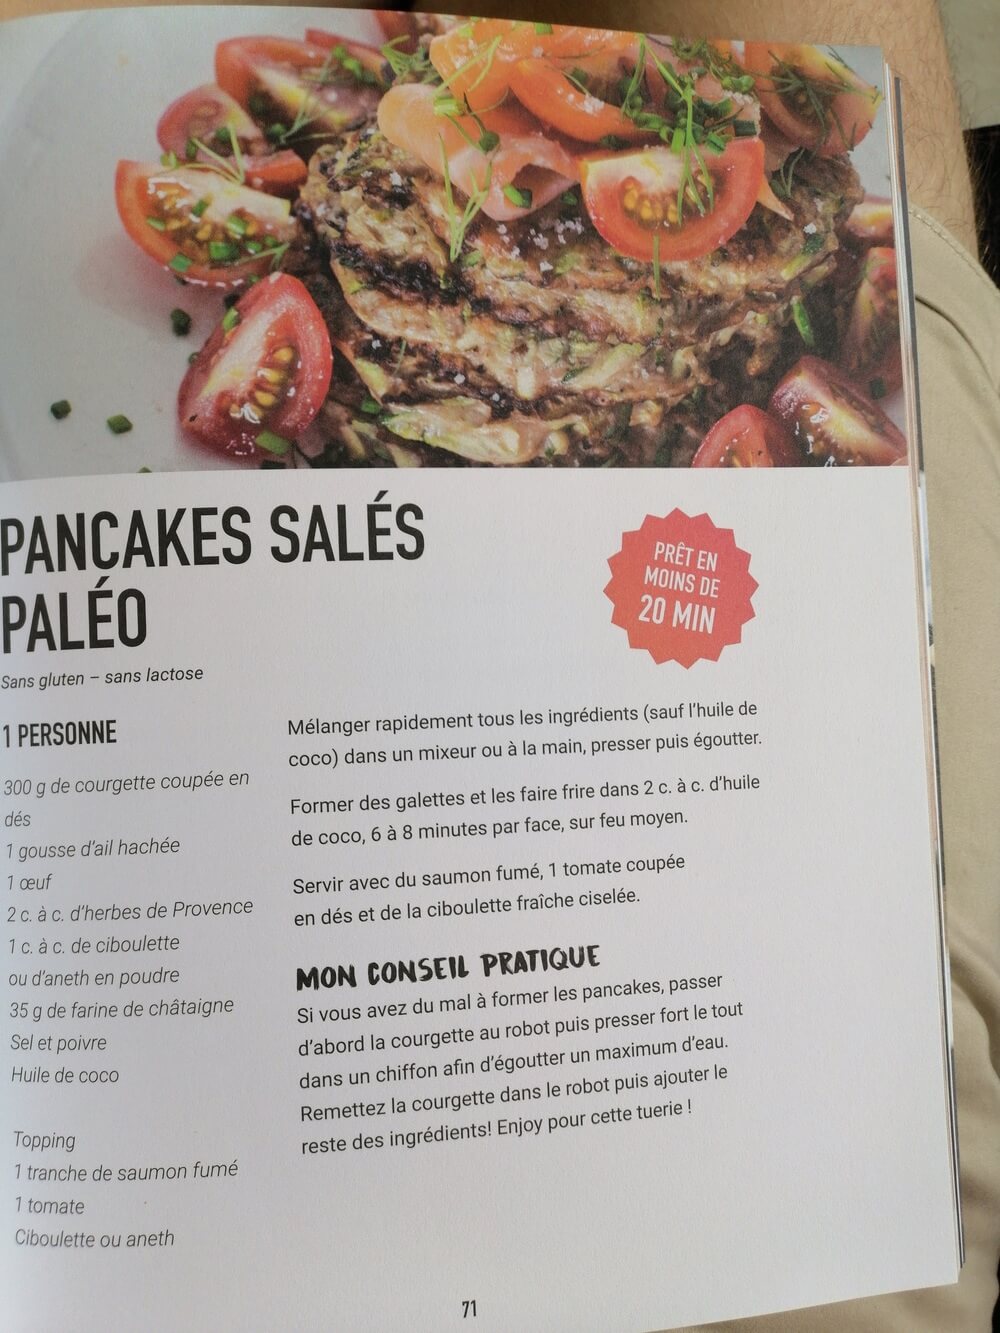 PANCAKES SALÉS
PALÉO
Sans gluten – sans lactose
PRÊT EN
MOINS DE
20 MIN
1 PERSONNE
300 g de courgette coupée en
dés
1 gousse d'ail hachée
1 œuf
2 c. à c. d'herbes de Provence
1 c. à c. de ciboulette
ou d'aneth en poudre
35 g de farine de châtaigne
Sel et poivre
Huile de coco
Topping
1 tranche de saumon fumé
1 tomate
Ciboulette ou aneth
Mélanger rapidement tous les ingrédients (sauf l'huile de
coco) dans un mixeur ou à la main, presser puis égoutter.
Former des galettes et les faire frire dans 2 c. à c. d'huile
de coco, 6 à 8 minutes par face, sur feu moyen.
Servir avec du saumon fumé, 1 tomate coupée
en dés et de la ciboulette fraîche ciselée.
MON CONSEIL PRATIQUE
Si vous avez du mal à former les pancakes, passer
d'abord la courgette au robot puis presser fort le tout
dans un chiffon afin d'égoutter un maximum d'eau.
Remettez la courgette dans le robot puis ajouter le
reste des ingrédients! Enjoy pour cette tuerie !
71